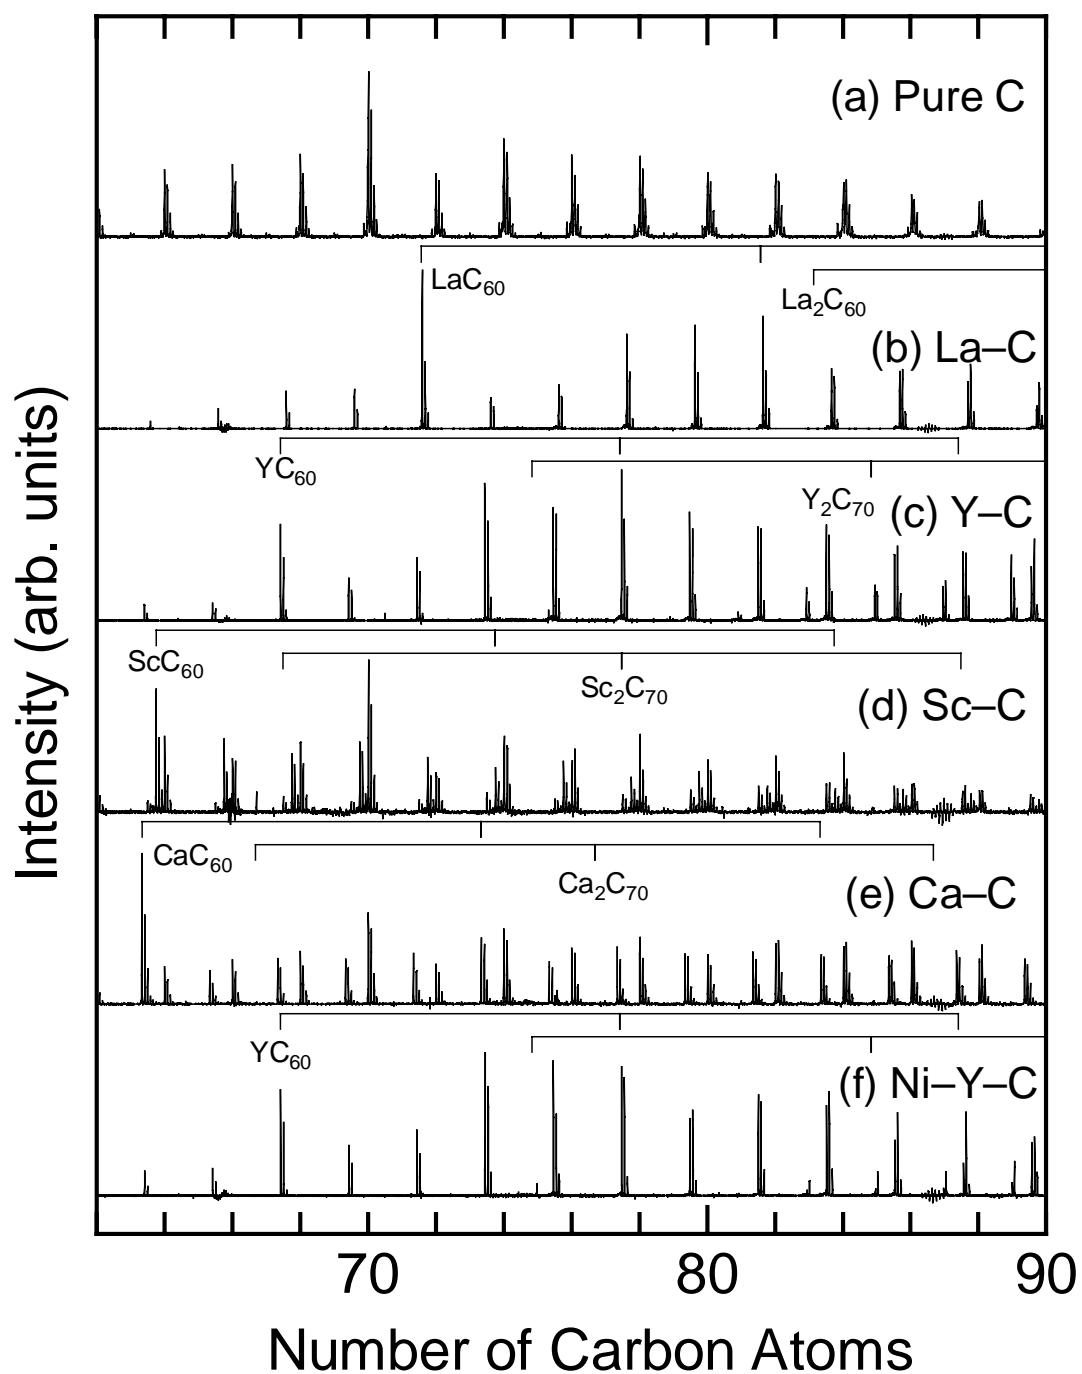 (a) Pure C
LaC₆₀
La₂C₆₀
(b) La–C
YC₆₀
Y₂C₇₀
(c) Y–C
ScC₆₀
Sc₂C₇₀
(d) Sc–C
CaC₆₀
Ca₂C₇₀
(e) Ca–C
YC₆₀
(f) Ni–Y–C
70 80 90
Number of Carbon Atoms
Intensity (arb. units)